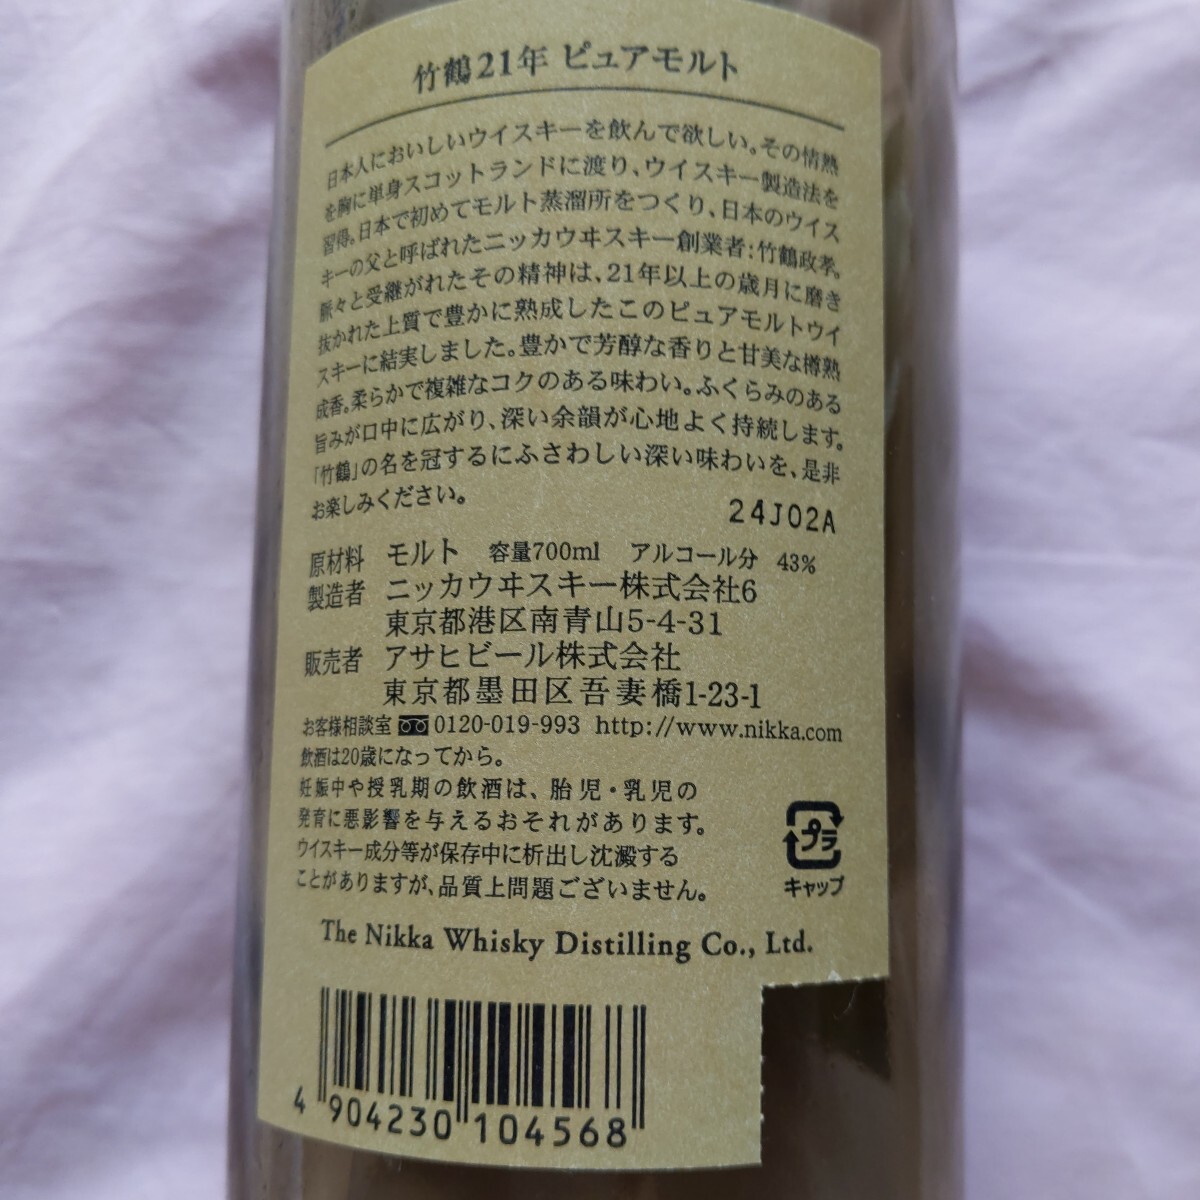 竹鶴21年 ピュアモルト
日本人においしいウイスキーを飲んで欲しい。その情熱
を胸に単身スコットランドに渡り、ウイスキー製造法を
習得。日本で初めてモルト蒸溜所をつくり、日本のウイス
キーの父と呼ばれたニッカウヰスキー創業者:竹鶴政孝。
脈々と受継がれたその精神は、21年以上の歳月に磨き
抜かれた上質で豊かに熟成したこのピュアモルトウイ
スキーに結実しました。豊かで芳醇な香りと甘美な樽熟
成香。柔らかで複雑なコクのある味わい。ふくらみのある
旨みが口中に広がり、深い余韻が心地よく持続します。
「竹鶴」の名を冠するにふさわしい深い味わいを、是非
お楽しみください。
24J02A
原材料 モルト 容量700ml アルコール分 43%
製造者 ニッカウヰスキー株式会社6
東京都港区南青山5-4-31
販売者 アサヒビール株式会社
東京都墨田区吾妻橋1-23-1
お客様相談室 0120-019-993 http://www.nikka.com
飲酒は20歳になってから。
妊娠中や授乳期の飲酒は、胎児・乳児の
発育に悪影響を与えるおそれがあります。
ウイスキー成分等が保存中に析出し沈澱する
ことがありますが、品質上問題ございません。
プラ
キャップ
The Nikka Whisky Distilling Co., Ltd.
4 904230 104568